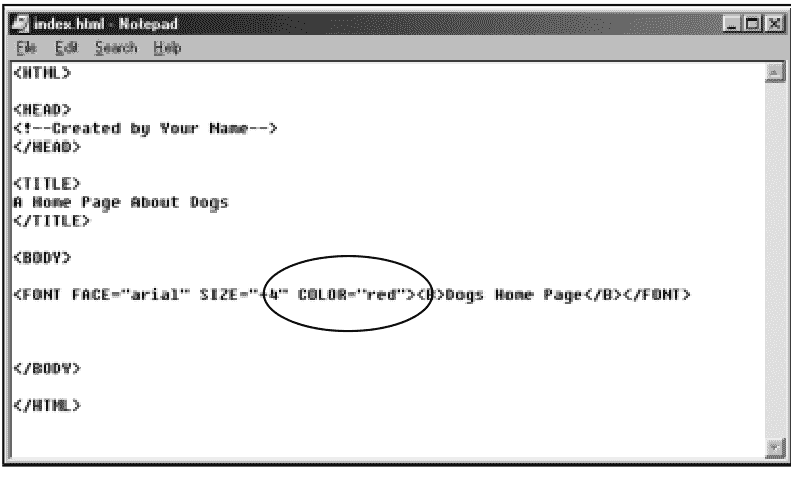 index.html - Notepad
File Edit Search Help
<HTML>
<HEAD>
<!--Created by Your Name-->
</HEAD>
<TITLE>
A Home Page About Dogs
</TITLE>
<BODY>
<FONT FACE="arial" SIZE="+4" COLOR="red"><B>Dogs Home Page</B></FONT>
</BODY>
</HTML>